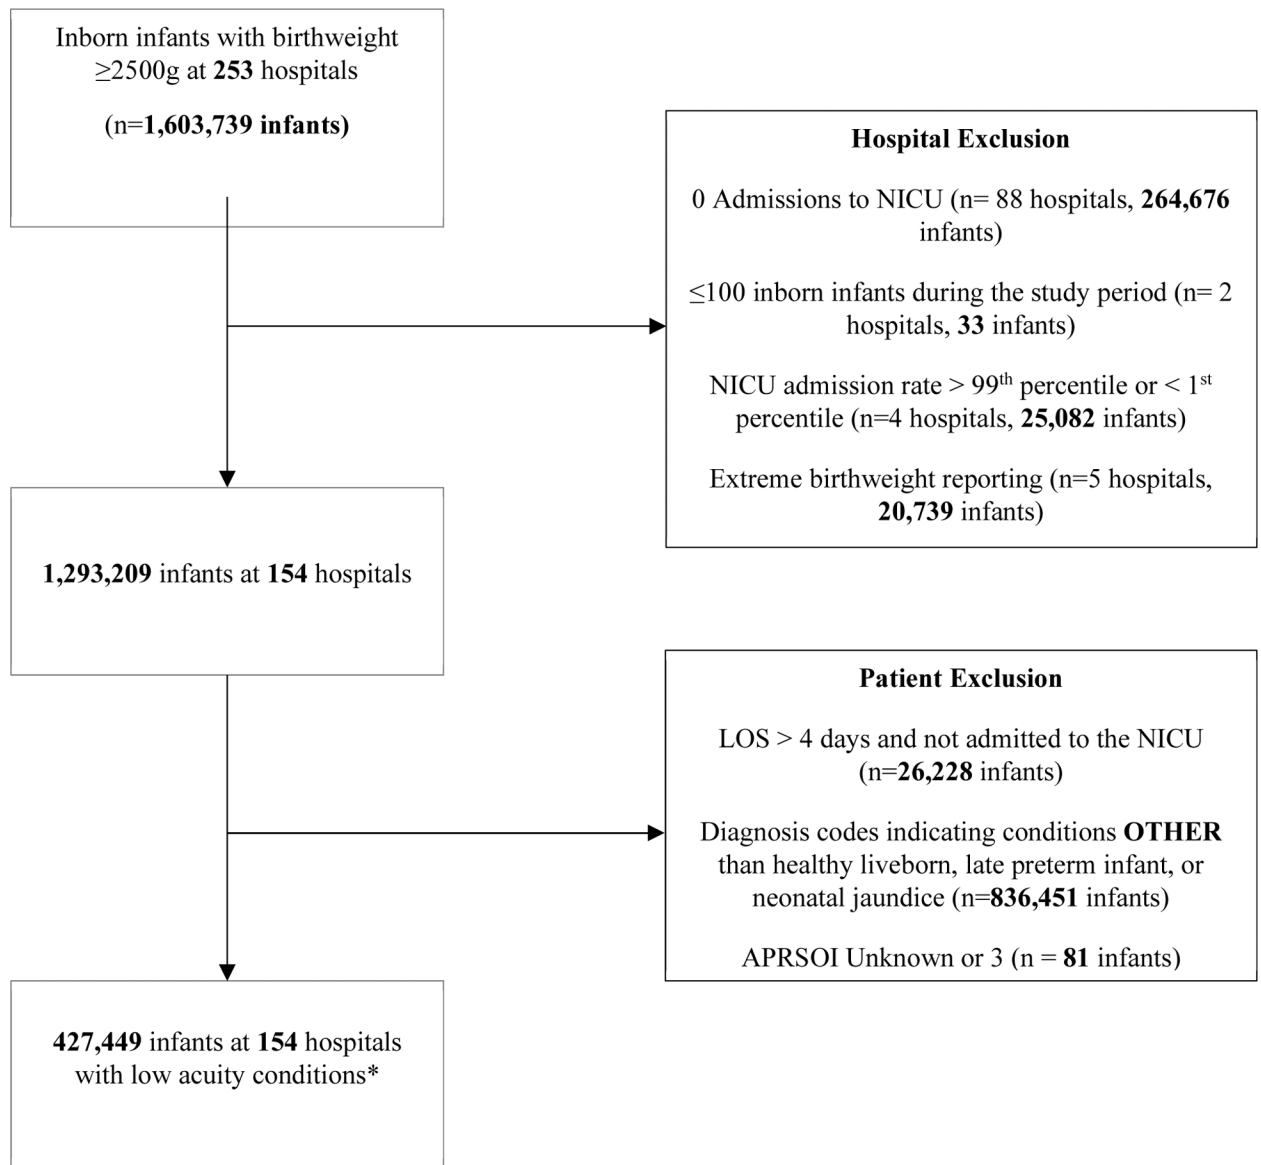 Inborn infants with birthweight
≥2500g at 253 hospitals
(n=1,603,739 infants)
Hospital Exclusion
0 Admissions to NICU (n= 88 hospitals, 264,676
infants)
≤100 inborn infants during the study period (n= 2
hospitals, 33 infants)
NICU admission rate > 99th percentile or < 1st
percentile (n=4 hospitals, 25,082 infants)
Extreme birthweight reporting (n=5 hospitals,
20,739 infants)
1,293,209 infants at 154 hospitals
Patient Exclusion
LOS > 4 days and not admitted to the NICU
(n=26,228 infants)
Diagnosis codes indicating conditions OTHER
than healthy liveborn, late preterm infant, or
neonatal jaundice (n=836,451 infants)
APRSOI Unknown or 3 (n = 81 infants)
427,449 infants at 154 hospitals
with low acuity conditions*